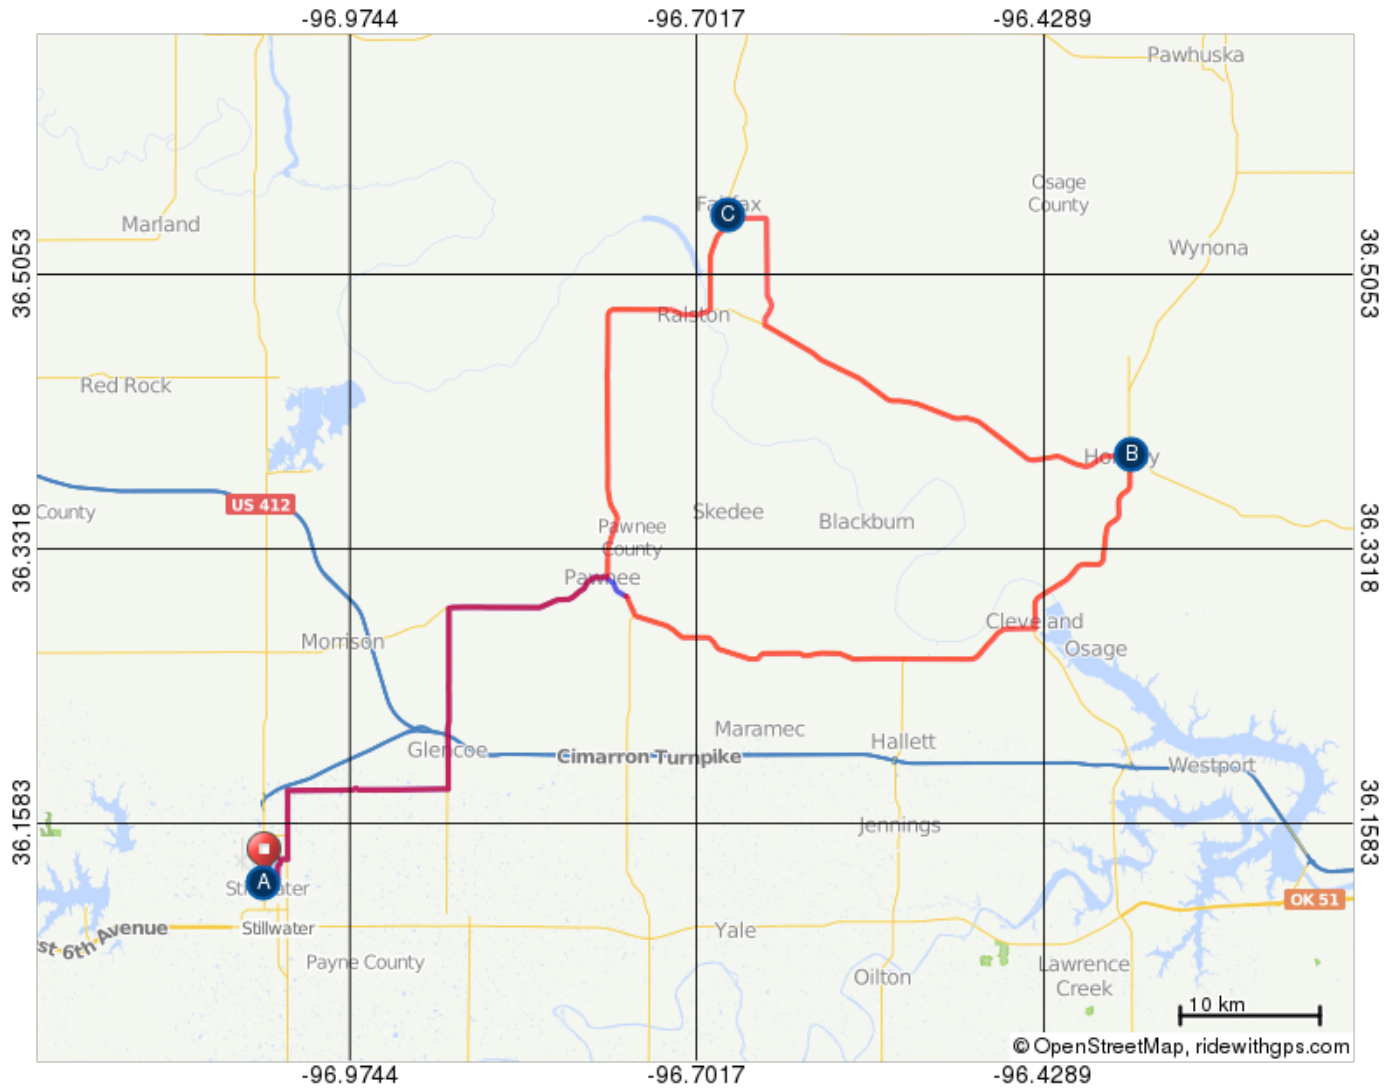 -96.9744
-96.7017
-96.4289
Pawhuska
Osage
County
Marland
C
Wynona
36.5053
36.5053
Ralston
Red Rock
B
US 412
County
Skedee
Blackburn
Pawnee
County
36.3318
36.3318
Pawnee
Cleveland
Morrison
Osage
Maramec
Hallett
Glencoe
Cimarron Turnpike
Westport
36.1583
36.1583
Jennings
A
OK 51
st 6th Avenue
Stillwater
Yale
Payne County
Lawrence
Creek
Oilton
10 km
© OpenStreetMap, ridewithgps.com
-96.9744
-96.7017
-96.4289